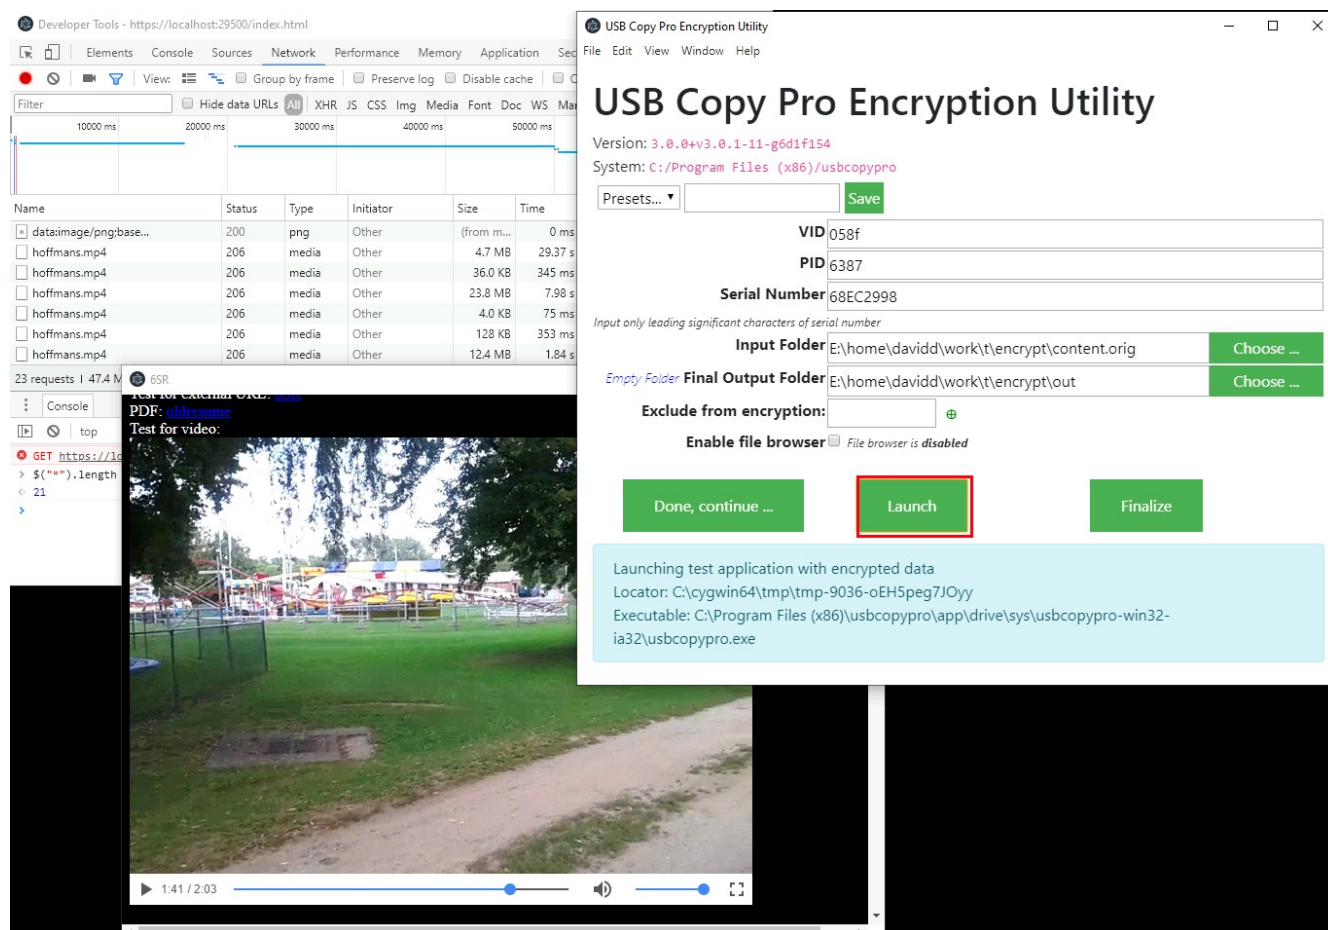 Developer Tools - https://localhost:29500/index.html
Elements Console Sources Network Performance Memory Application Sec
View: Group by frame Preserve log Disable cache
Filter Hide data URLs All XHR JS CSS Img Media Font Doc WS Mar
10000 ms 20000 ms 30000 ms 40000 ms 50000 ms
Name Status Type Initiator Size Time
data:image/png;base... 200 png Other (from m... 0 ms
hoffmans.mp4 206 media Other 4.7 MB 29.37 s
hoffmans.mp4 206 media Other 36.0 KB 345 ms
hoffmans.mp4 206 media Other 23.8 MB 7.98 s
hoffmans.mp4 206 media Other 4.0 KB 75 ms
hoffmans.mp4 206 media Other 128 KB 353 ms
hoffmans.mp4 206 media Other 12.4 MB 1.84 s
23 requests | 47.4 M
Console
top
GET https://lo
> $("*").length
21
>
6SR
Test for external URL:
PDF: oldresume
Test for video:
1:41 / 2:03
USB Copy Pro Encryption Utility
File Edit View Window Help
USB Copy Pro Encryption Utility
Version: 3.0.0+v3.0.1-11-g6d1f154
System: C:/Program Files (x86)/usbcopypro
Presets... Save
VID 058f
PID 6387
Serial Number 68EC2998
Input only leading significant characters of serial number
Input Folder E:\home\davidd\work\t\encrypt\content.orig Choose ...
Empty Folder Final Output Folder E:\home\davidd\work\t\encrypt\out Choose ...
Exclude from encryption:
Enable file browser File browser is disabled
Done, continue ... Launch Finalize
Launching test application with encrypted data
Locator: C:\cygwin64\tmp\tmp-9036-oEH5peg7JOyy
Executable: C:\Program Files (x86)\usbcopypro\app\drive\sys\usbcopypro-win32-
ia32\usbcopypro.exe